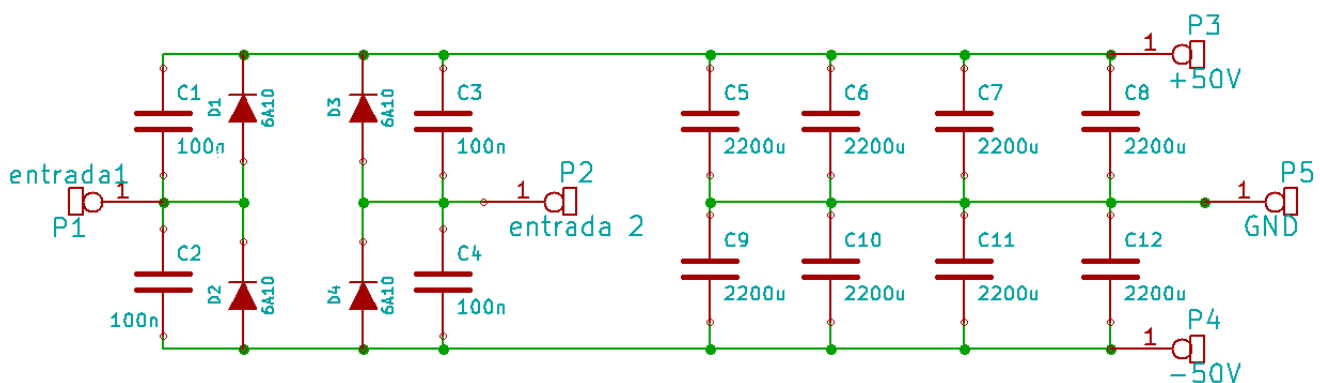 P3
1
+50V
C1
100n
D1
6A10
D3
6A10
C3
100n
C5
2200u
C6
2200u
C7
2200u
C8
2200u
entrada1
1
P1
P2
1
entrada 2
P5
1
GND
C2
100n
D2
6A10
D4
6A10
C4
100n
C9
2200u
C10
2200u
C11
2200u
C12
2200u
P4
1
-50V